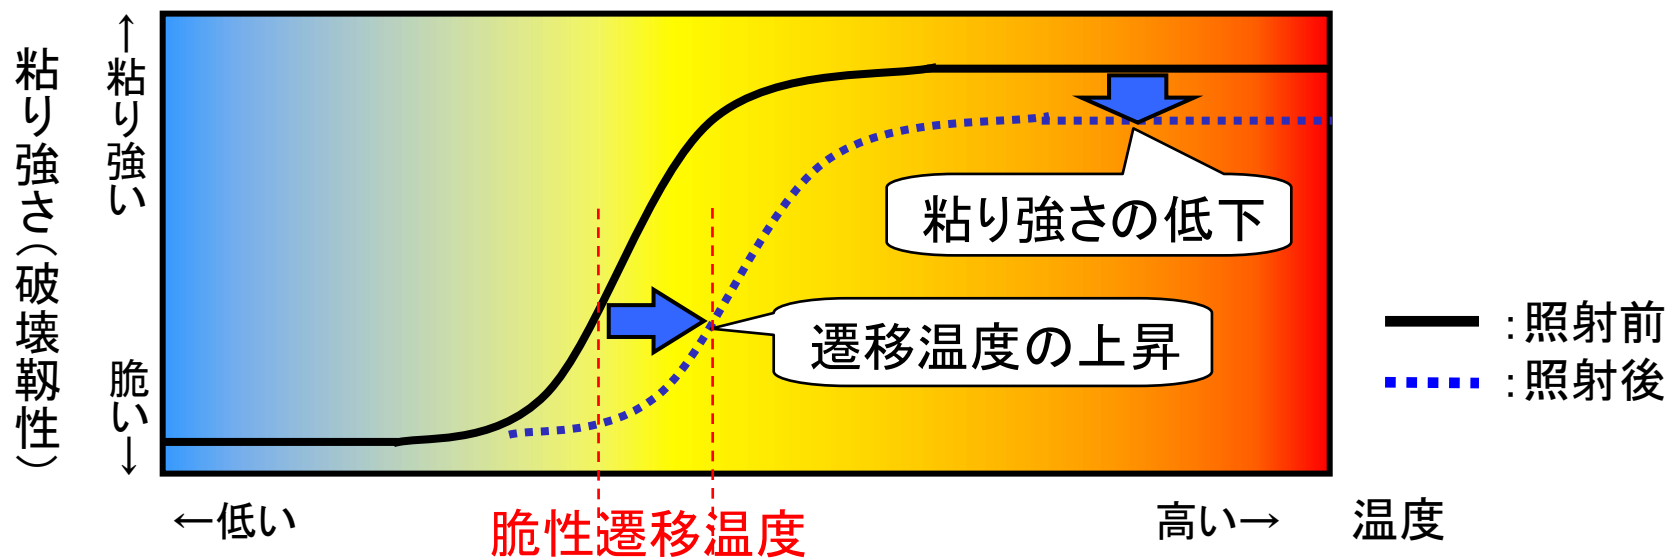 粘り強さ(破壊靱性)
←粘り強い
脆い→
粘り強さの低下
遷移温度の上昇
:照射前
:照射後
←低い
脆性遷移温度
高い→
温度